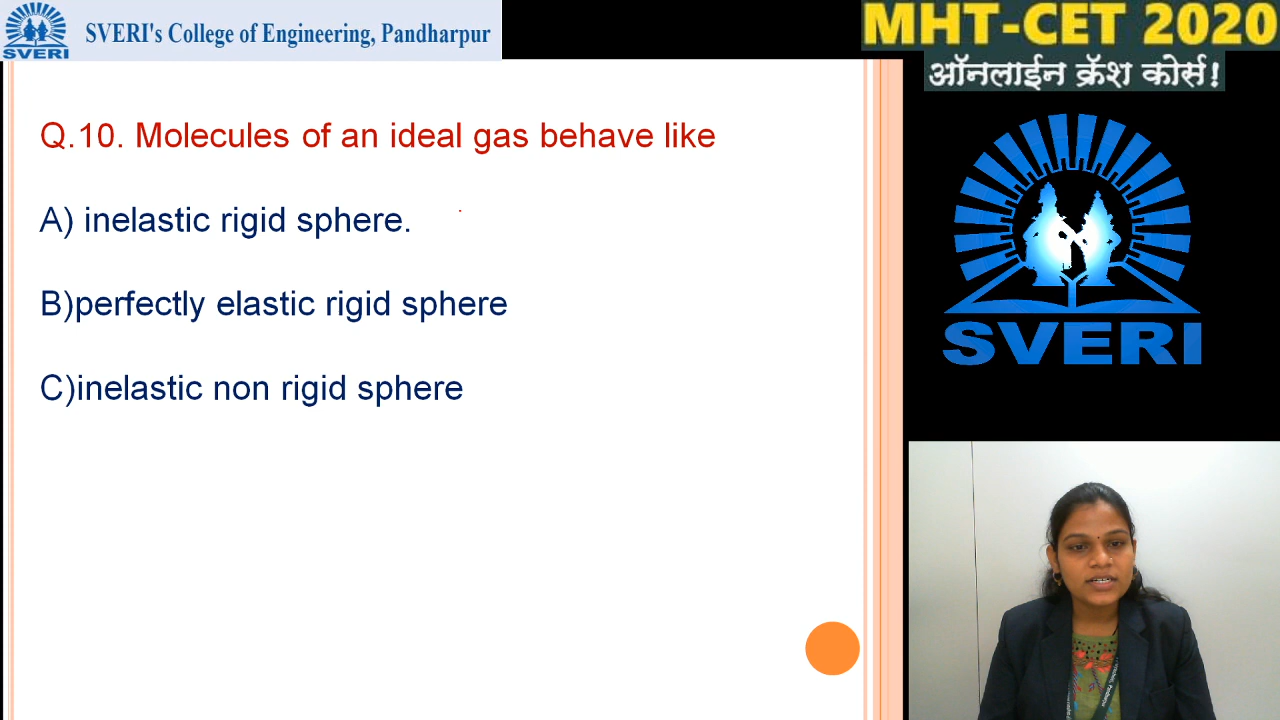 SVERI's College of Engineering, Pandharpur
SVERI
MHT-CET 2020
ऑनलाईन क्रॅश कोर्स!
Q.10. Molecules of an ideal gas behave like
A) inelastic rigid sphere.
B)perfectly elastic rigid sphere
C)inelastic non rigid sphere
SVERI